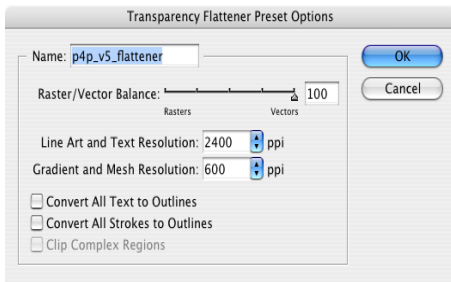 Transparency Flattener Preset Options
Name: p4p_v5_flattener
OK
Raster/Vector Balance: 100
Cancel
Rasters Vectors
Line Art and Text Resolution: 2400 ppi
Gradient and Mesh Resolution: 600 ppi
Convert All Text to Outlines
Convert All Strokes to Outlines
Clip Complex Regions